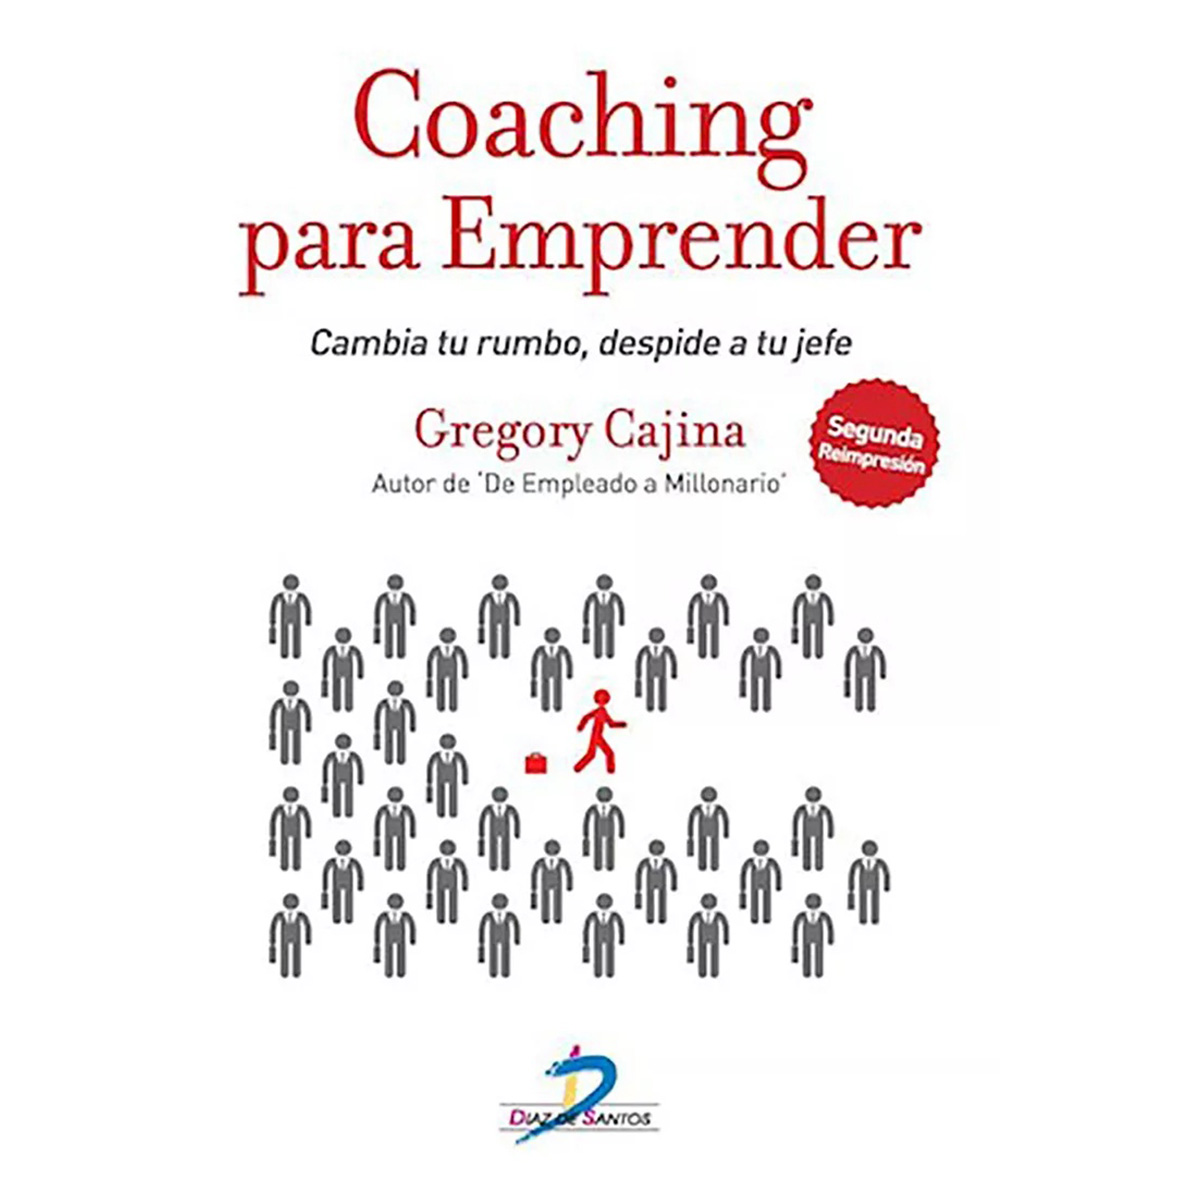 Coaching
para Emprender
Cambia tu rumbo, despide a tu jefe
Gregory Cajina
Autor de 'De Empleado a Millonario'
Segunda
Reimpresión
DIAZ DE SANTOS